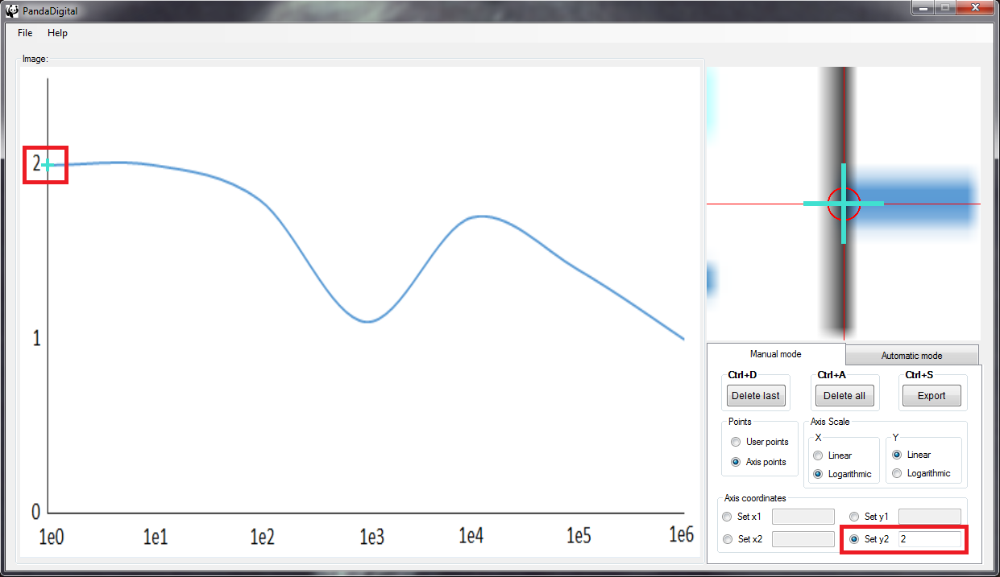 PandaDigital
File Help
Image:
2
1
0
1e0 1e1 1e2 1e3 1e4 1e5 1e6
Manual mode Automatic mode
Ctrl+D Ctrl+A Ctrl+S
Delete last Delete all Export
Points Axis Scale
X Y
User points
Axis points
Linear Linear
Logarithmic Logarithmic
Axis coordinates
Set x1 Set y1
Set x2 Set y2 2